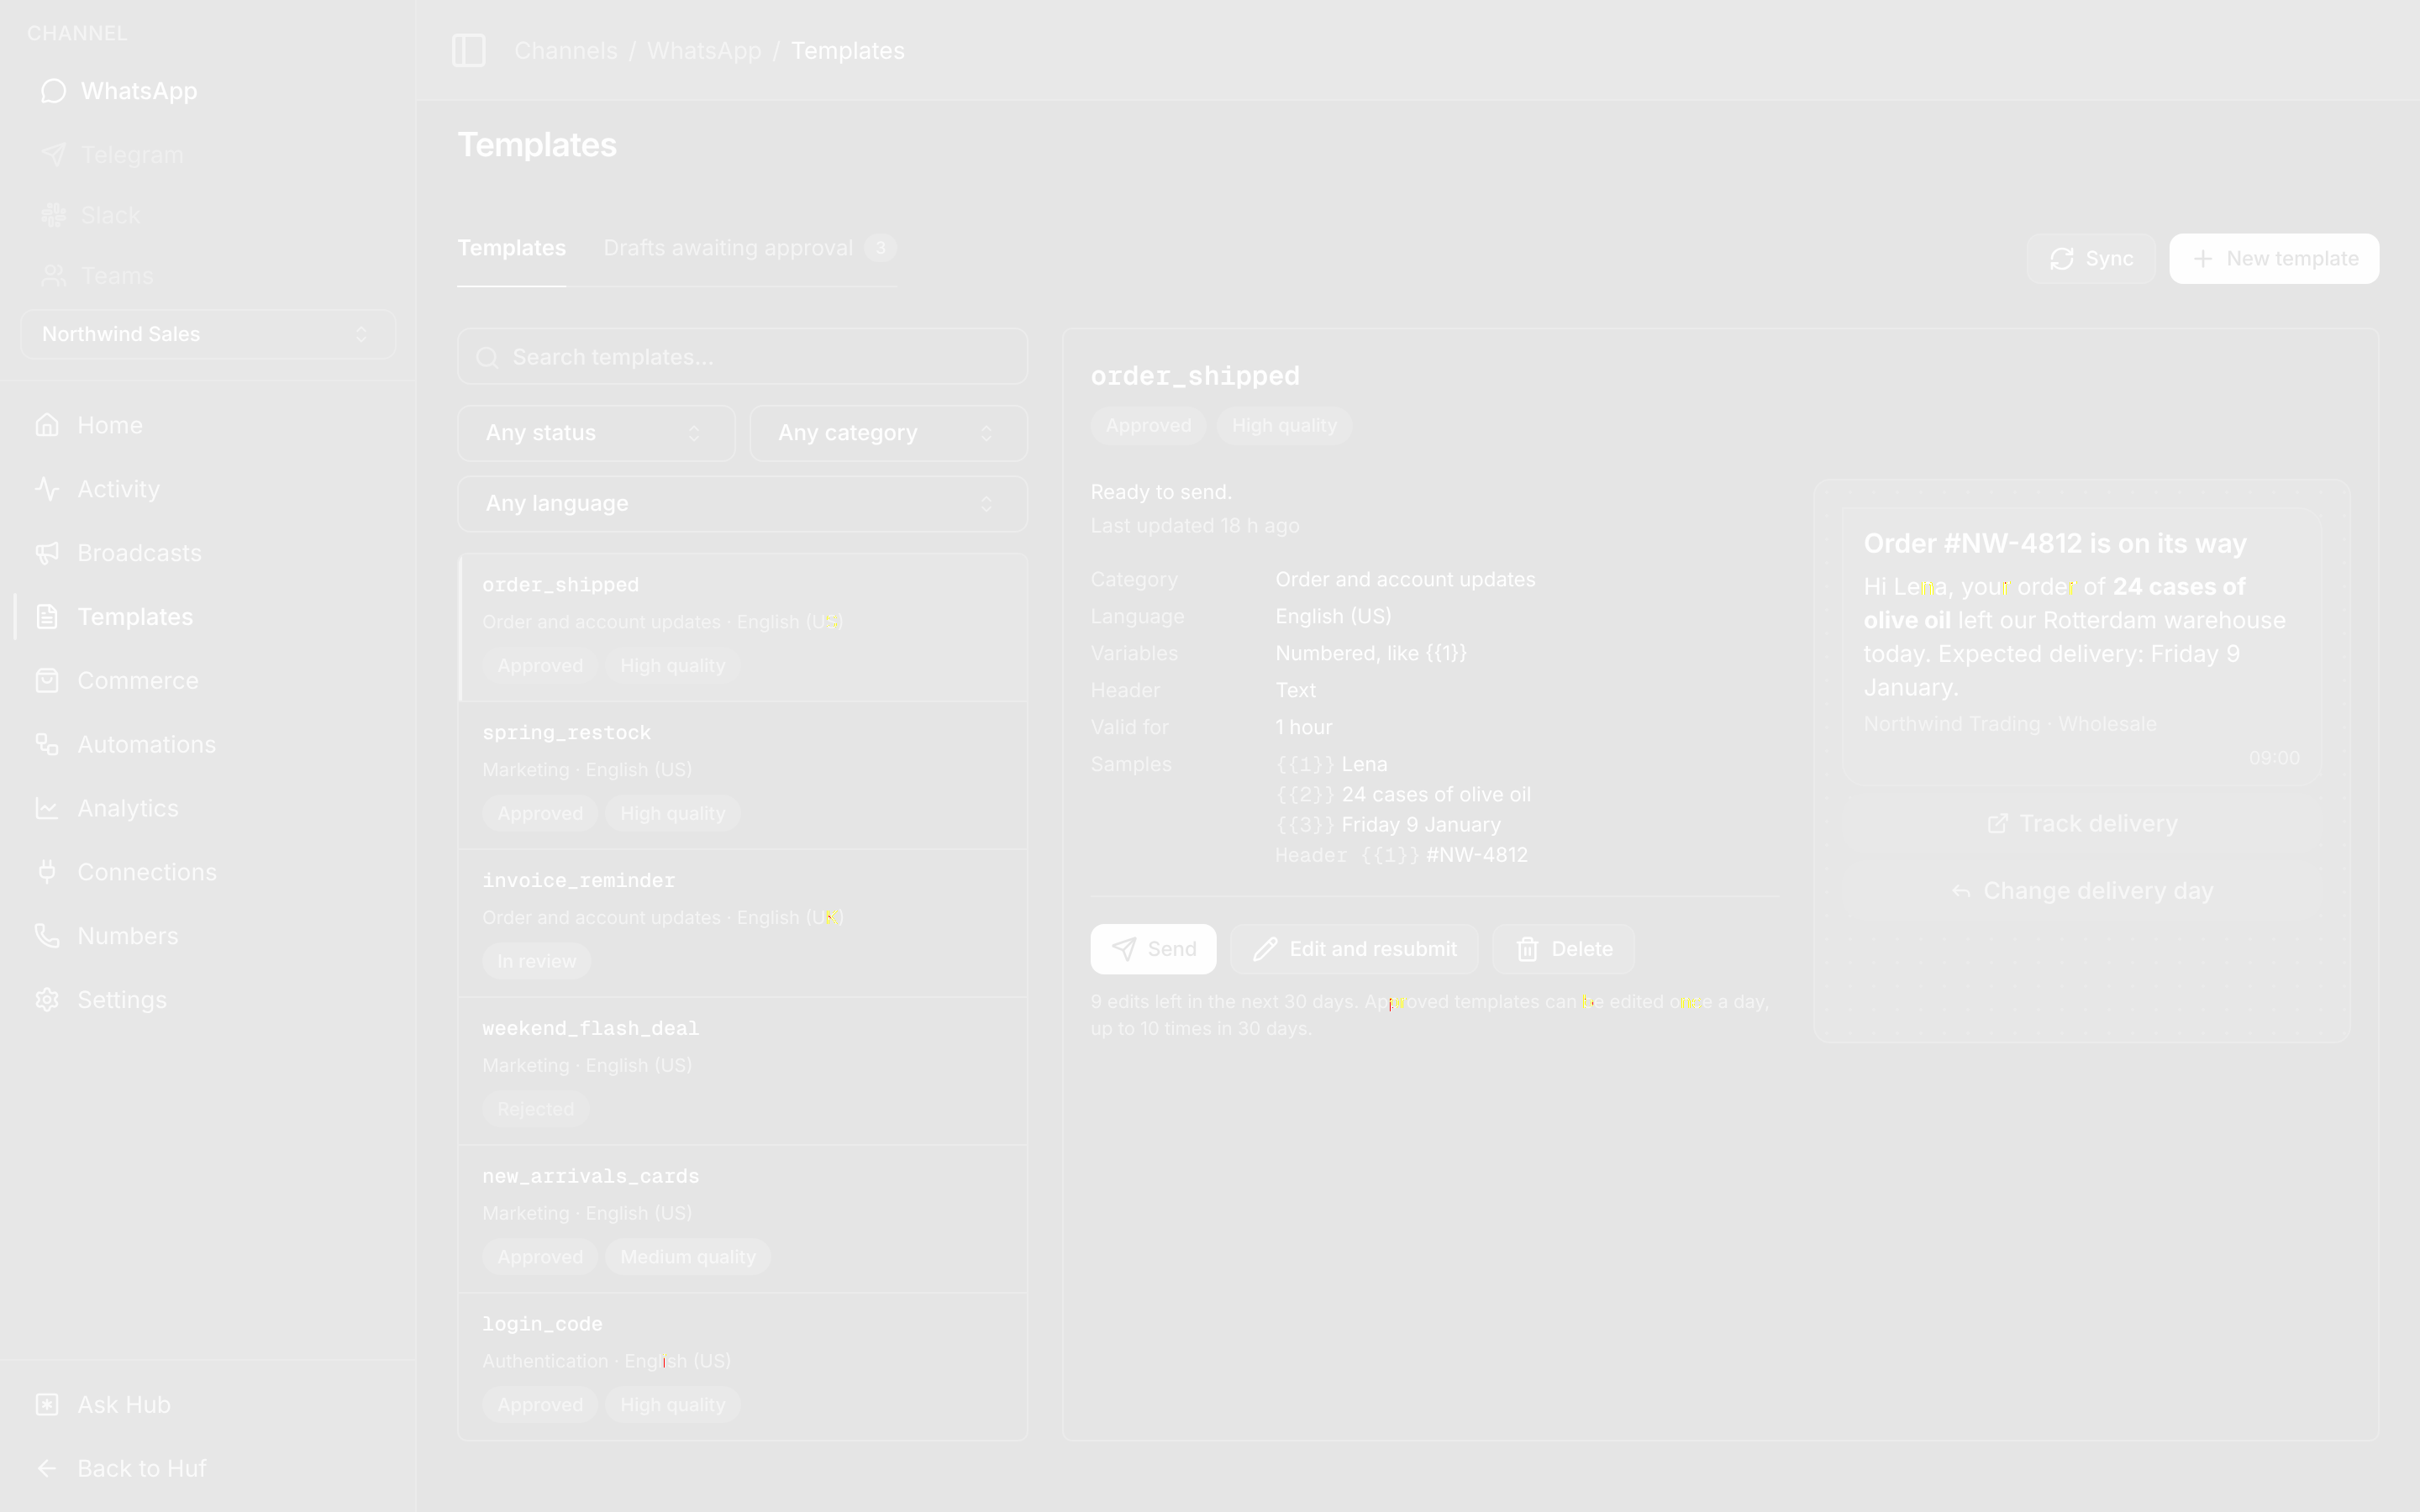 CHANNEL
WhatsApp
Telegram
Slack
Teams
Northwind Sales
Home
Activity
Broadcasts
Templates
Commerce
Automations
Analytics
Connections
Numbers
Settings
Ask Hub
Back to Huf
Channels / WhatsApp / Templates
Templates
Templates
Drafts awaiting approval 3
Sync
New template
Search templates...
Any status
Any category
Any language
order_shipped
Order and account updates · English (US)
Approved
High quality
spring_restock
Marketing · English (US)
Approved
High quality
invoice_reminder
Order and account updates · English (UK)
In review
weekend_flash_deal
Marketing · English (US)
Rejected
new_arrivals_cards
Marketing · English (US)
Approved
Medium quality
login_code
Authentication · English (US)
Approved
High quality
order_shipped
Approved
High quality
Ready to send.
Last updated 18 h ago
Category Order and account updates
Language English (US)
Variables Numbered, like {{1}}
Header Text
Valid for 1 hour
Samples {{1}} Lena
{{2}} 24 cases of olive oil
{{3}} Friday 9 January
Header {{1}} #NW-4812
Send
Edit and resubmit
Delete
9 edits left in the next 30 days. Approved templates can be edited once a day,
up to 10 times in 30 days.
Order #NW-4812 is on its way
Hi Lena, your order of 24 cases of
olive oil left our Rotterdam warehouse
today. Expected delivery: Friday 9
January.
Northwind Trading · Wholesale
09:00
Track delivery
Change delivery day